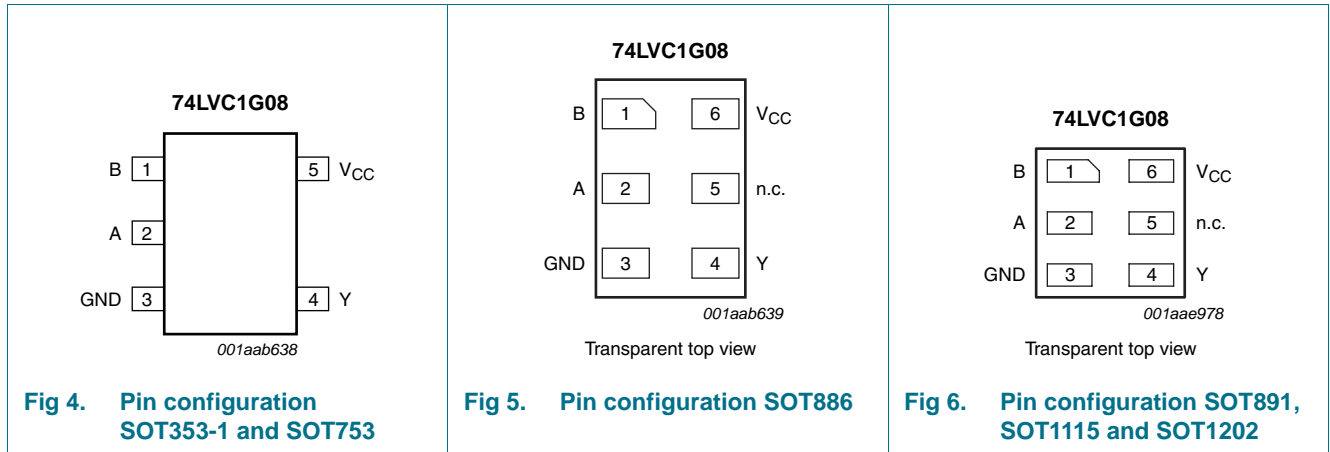 74LVC1G08
B 1
5 VCC
A 2
GND 3
4 Y
001aab638
Fig 4. Pin configuration
SOT353-1 and SOT753
74LVC1G08
B 1 6 VCC
A 2 5 n.c.
GND 3 4 Y
001aab639
Transparent top view
Fig 5. Pin configuration SOT886
74LVC1G08
B 1 6 VCC
A 2 5 n.c.
GND 3 4 Y
001aae978
Transparent top view
Fig 6. Pin configuration SOT891,
SOT1115 and SOT1202